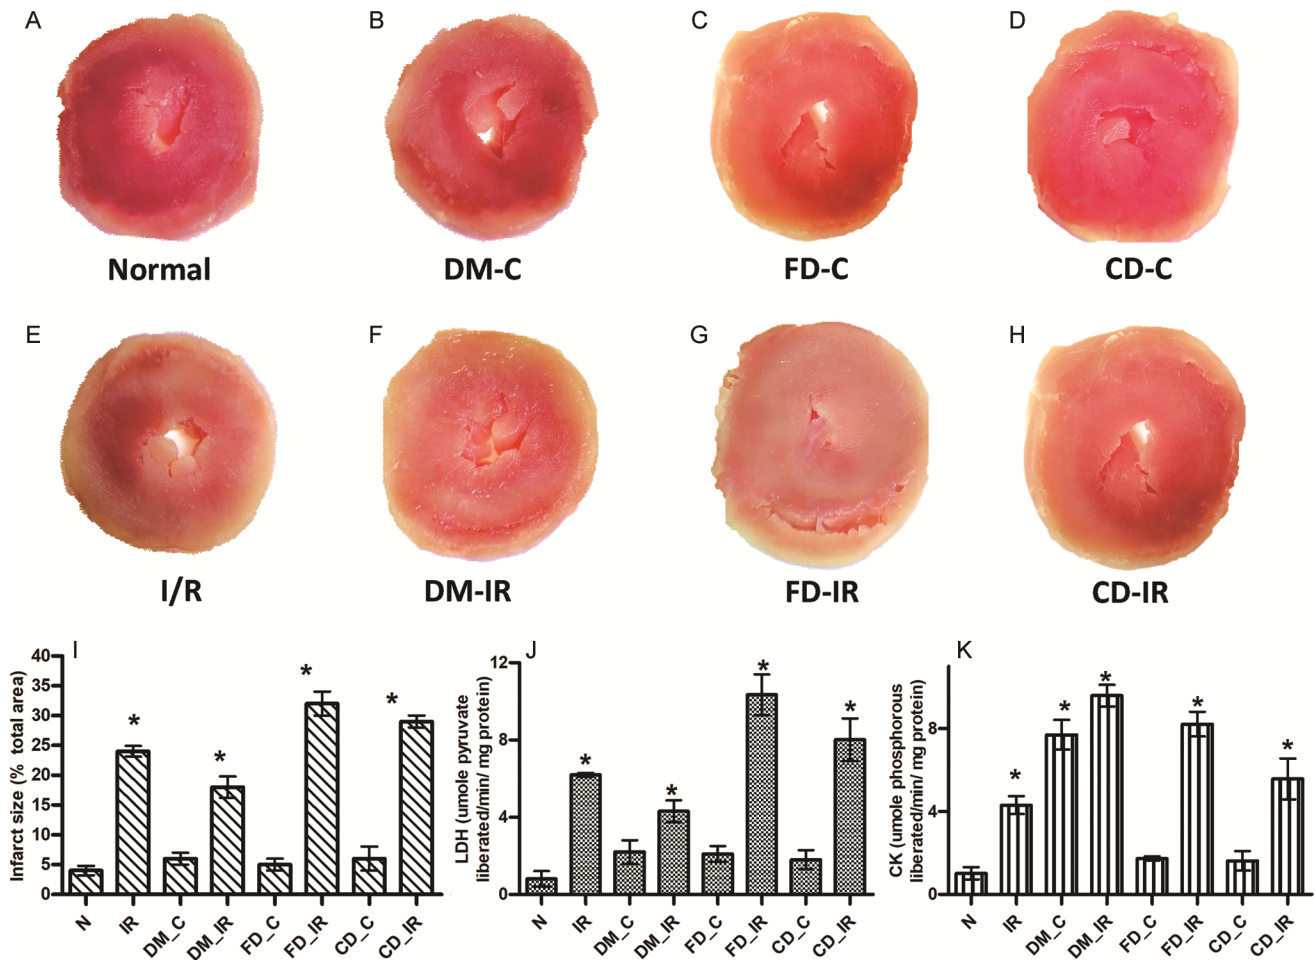 A
B
C
D
Normal
DM-C
FD-C
CD-C
E
F
G
H
I/R
DM-IR
FD-IR
CD-IR
I
Infarct size (% total area)
40
35
30
25
20
15
10
5
0
*
*
*
*
N
IR
DM_C
DM_IR
FD_C
FD_IR
CD_C
CD_IR
J
LDH (umole pyruvate
liberated/min/ mg protein)
12
8
4
0
*
*
*
*
N
IR
DM_C
DM_IR
FD_C
FD_IR
CD_C
CD_IR
K
CK (umole phosphorous
liberated/min/ mg protein)
8
4
0
*
*
*
*
*
N
IR
DM_C
DM_IR
FD_C
FD_IR
CD_C
CD_IR